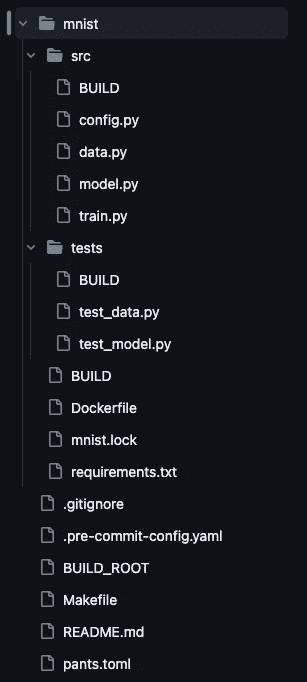 mnist
src
BUILD
config.py
data.py
model.py
train.py
tests
BUILD
test_data.py
test_model.py
BUILD
Dockerfile
mnist.lock
requirements.txt
.gitignore
.pre-commit-config.yaml
BUILD_ROOT
Makefile
README.md
pants.toml